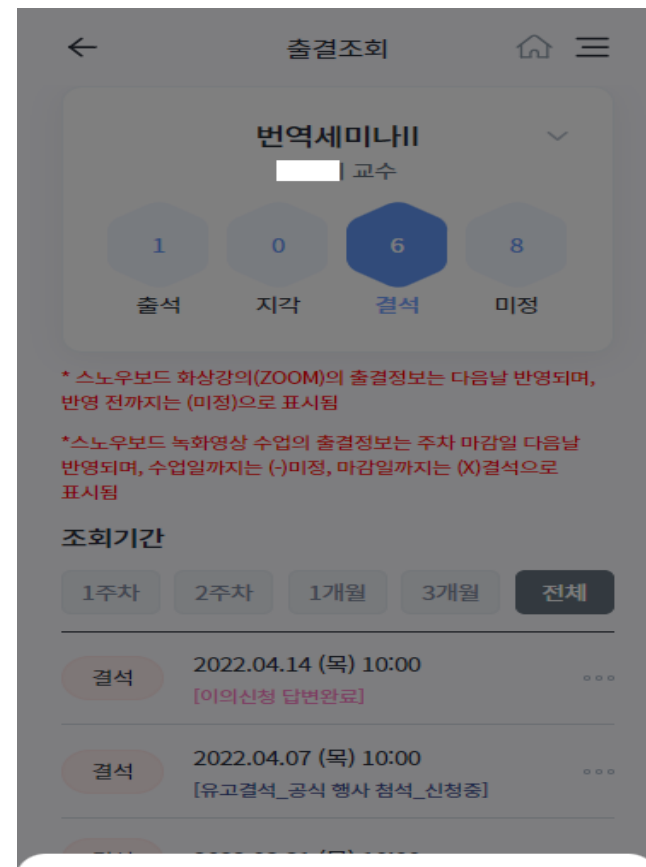 출결조회
번역세미나II
교수
1 0 6 8
출석 지각 결석 미정
* 스노우보드 화상강의(ZOOM)의 출결정보는 다음날 반영되며,
반영 전까지는 (미정)으로 표시됨
*스노우보드 녹화영상 수업의 출결정보는 주차 마감일 다음날
반영되며, 수업일까지는 (-)미정, 마감일까지는 (X)결석으로
표시됨
조회기간
1주차 2주차 1개월 3개월 전체
결석 2022.04.14 (목) 10:00
[이의신청 답변완료]
결석 2022.04.07 (목) 10:00
[유고결석_공식 행사 첨석_신청중]